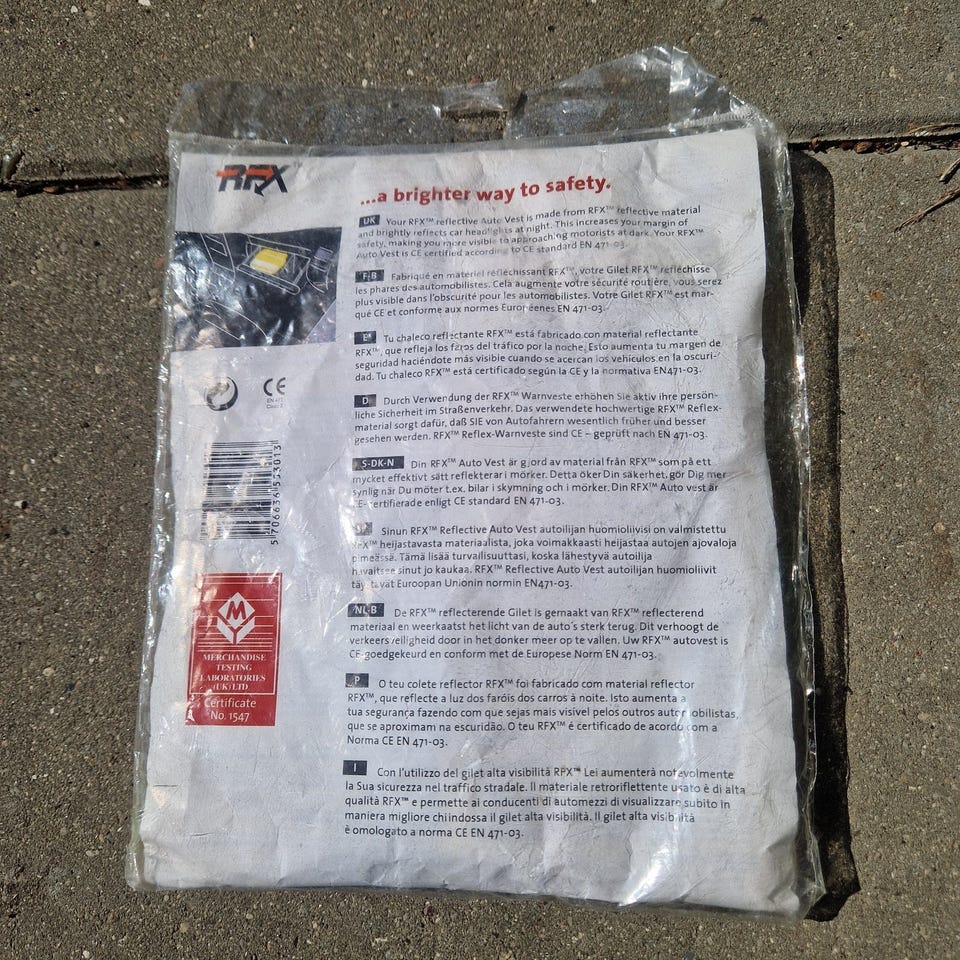 RFX™
...a brighter way to safety.
UK Your RFX™ reflective Auto Vest is made from RFX™ reflective material
and brightly reflects car headlights at night. This increases your margin of
safety, making you more visible to approaching motorists at dark. Your RFX™
Auto Vest is CE certified according to CE standard EN 471-03.
F-B Fabriqué en materiel réfléchissant RFX™, votre Gilet RFX™ réfléchisse
les phares des automobilistes. Cela augmente votre sécurité routière, vous serez
plus visible dans l'obscurité pour les automobilistes. Votre Gilet RFX™ est mar-
qué CE et conforme aux normes Européenes EN 471-03.
E* Tu chaleco reflectante RFX™ está fabricado con material reflectante
RFX™, que refleja los faros del tráfico por la noche. Esto aumenta tu margen de
seguridad haciéndote más visible cuando se acercan los vehículos en la oscuri-
dad. Tu chaleco RFX™ está certificado según la CE y la normativa EN471-03.
D Durch Verwendung der RFX™ Warnveste erhöhen Sie aktiv ihre persön-
liche Sicherheit im Straßenverkehr. Das verwendete hochwertige RFX™ Reflex-
material sorgt dafür, daß SIE von Autofahrern wesentlich früher und besser
gesehen werden. RFX™ Reflex-Warnveste sind CE – geprüft nach EN 471-03.
S-DK-N Din RFX™ Auto Vest är gjord av material från RFX™ som på ett
mycket effektivt sätt reflekterar i mörker. Detta öker Din säkerhet, gör Dig mer
synlig när Du möter t.ex. bilar i skymning och i mörker. Din RFX™ Auto vest är
CE-certifierade enligt CE standard EN 471-03.
Sinun RFX™ Reflective Auto Vest autoilijan huomioliivisi on valmistettu
RFX™ heijastavasta materiaalista, joka voimakkaasti heijastaa autojen ajovaloja
pimeässä. Tämä lisää turvallisuuttasi, koska lähestyvä autoilija
havaitsee sinut jo kaukaa. RFX™ Reflective Auto Vest autoilijan huomioliivit
täyttävät Euroopan Unionin normin EN471-03.
NL-B De RFX™ reflecterende Gilet is gemaakt van RFX™ reflecterend
materiaal en weerkaatst het licht van de auto´s sterk terug. Dit verhoogt de
verkeersveiligheid door in het donker meer op te vallen. Uw RFX™ autovest is
CE-goedgekeurd en conform met de Europese Norm EN 471-03.
P O teu colete reflector RFX™ foi fabricado com material reflector
RFX™, que reflecte a luz dos faróis dos carros à noite. Isto aumenta a
tua segurança fazendo com que sejas mais visível pelos outros automobilistas,
que se aproximam na escuridão. O teu RFX™ é certificado de acordo com a
Norma CE EN 471-03.
I Con l'utilizzo del gilet alta visibilità RFX™ Lei aumenterà notevolmente
la Sua sicurezza nel traffico stradale. Il materiale retroriflettente usato è di alta
qualità RFX™ e permette ai conducenti di automezzi di visualizzare subito in
maniera migliore chi indossa il gilet alta visibilità. Il gilet alta visibilità
è omologato a norma CE EN 471-03.
CE
EN 471
Class 2
5 706636 553013
M
MERCHANDISE
TESTING
LABORATORIES
(UK) LTD
Certificate
No. 1547